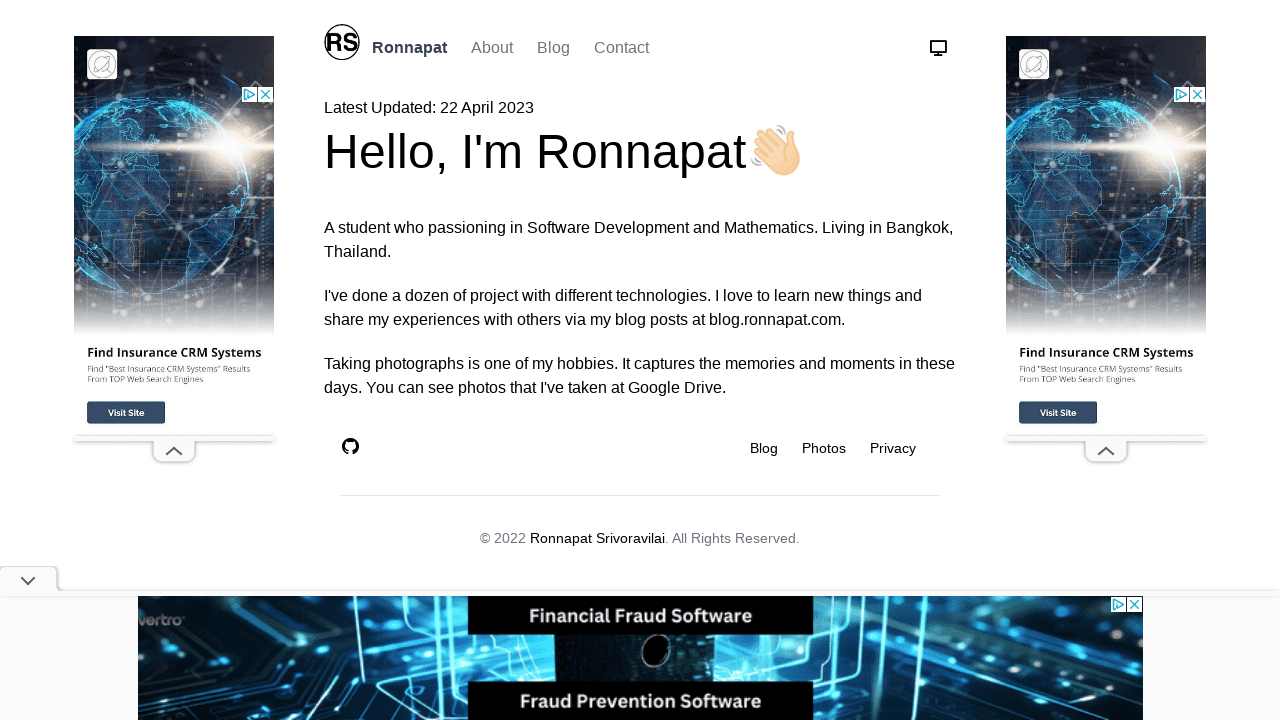 RS
Ronnapat About Blog Contact
Latest Updated: 22 April 2023
Hello, I'm Ronnapat👋🏻
A student who passioning in Software Development and Mathematics. Living in Bangkok,
Thailand.
I've done a dozen of project with different technologies. I love to learn new things and
share my experiences with others via my blog posts at blog.ronnapat.com.
Taking photographs is one of my hobbies. It captures the memories and moments in these
days. You can see photos that I've taken at Google Drive.
Blog Photos Privacy
© 2022 Ronnapat Srivoravilai. All Rights Reserved.
Find Insurance CRM Systems
Find "Best Insurance CRM Systems" Results
From TOP Web Search Engines
Visit Site
Find Insurance CRM Systems
Find "Best Insurance CRM Systems" Results
From TOP Web Search Engines
Visit Site
vertro
Financial Fraud Software
Fraud Prevention Software